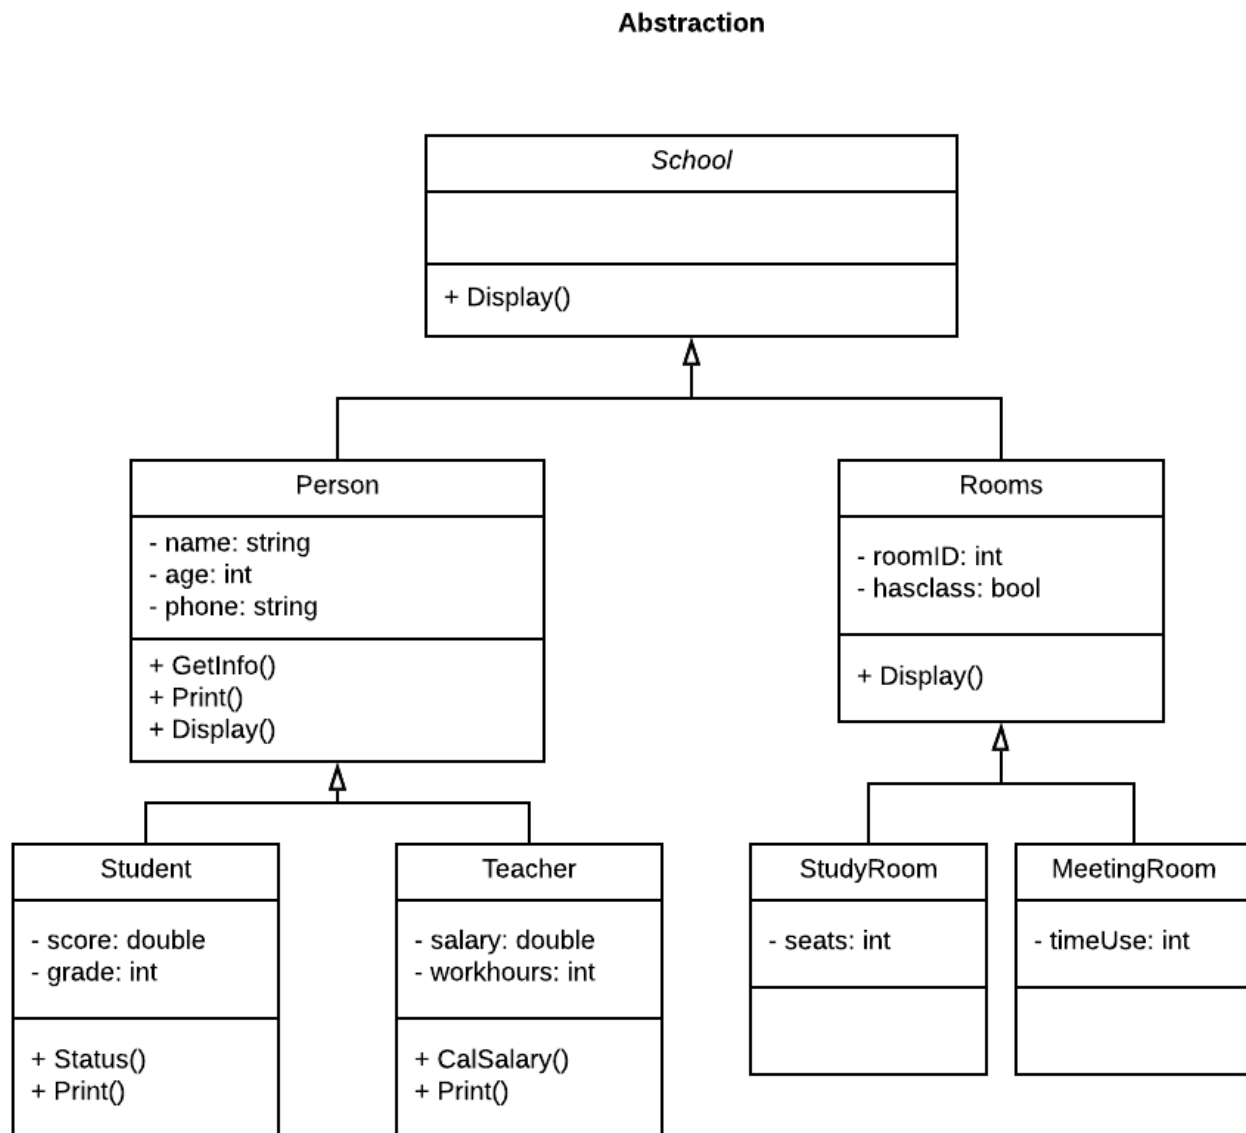 Abstraction
School
+ Display()
Person
- name: string
- age: int
- phone: string
+ GetInfo()
+ Print()
+ Display()
Rooms
- roomID: int
- hasclass: bool
+ Display()
Student
- score: double
- grade: int
+ Status()
+ Print()
Teacher
- salary: double
- workhours: int
+ CalSalary()
+ Print()
StudyRoom
- seats: int
MeetingRoom
- timeUse: int